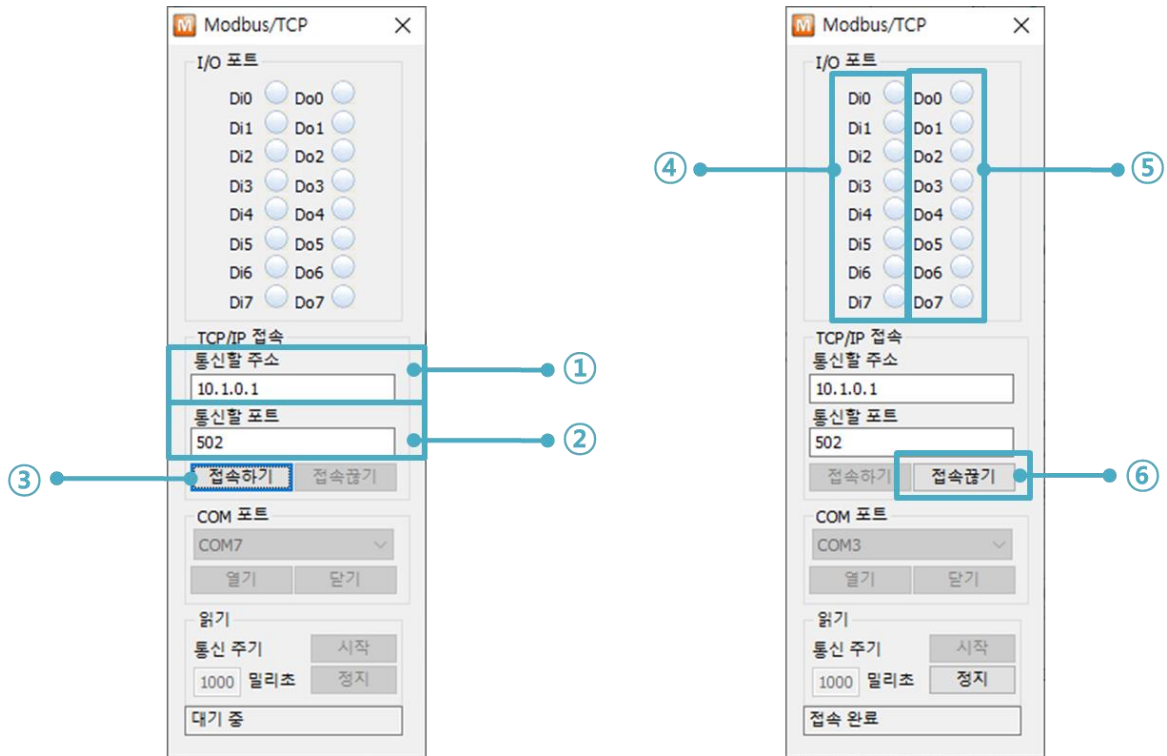 Modbus/TCP
I/O 포트
Di0 Do0
Di1 Do1
Di2 Do2
Di3 Do3
Di4 Do4
Di5 Do5
Di6 Do6
Di7 Do7
TCP/IP 접속
통신할 주소
10.1.0.1
①
통신할 포트
502
②
③
접속하기 접속끊기
COM 포트
COM7
열기 닫기
읽기
통신 주기 시작
1000 밀리초 정지
대기 중
Modbus/TCP
I/O 포트
Di0 Do0
Di1 Do1
Di2 Do2
④
⑤
Di3 Do3
Di4 Do4
Di5 Do5
Di6 Do6
Di7 Do7
TCP/IP 접속
통신할 주소
10.1.0.1
통신할 포트
502
접속하기 접속끊기
⑥
COM 포트
COM3
열기 닫기
읽기
통신 주기 시작
1000 밀리초 정지
접속 완료